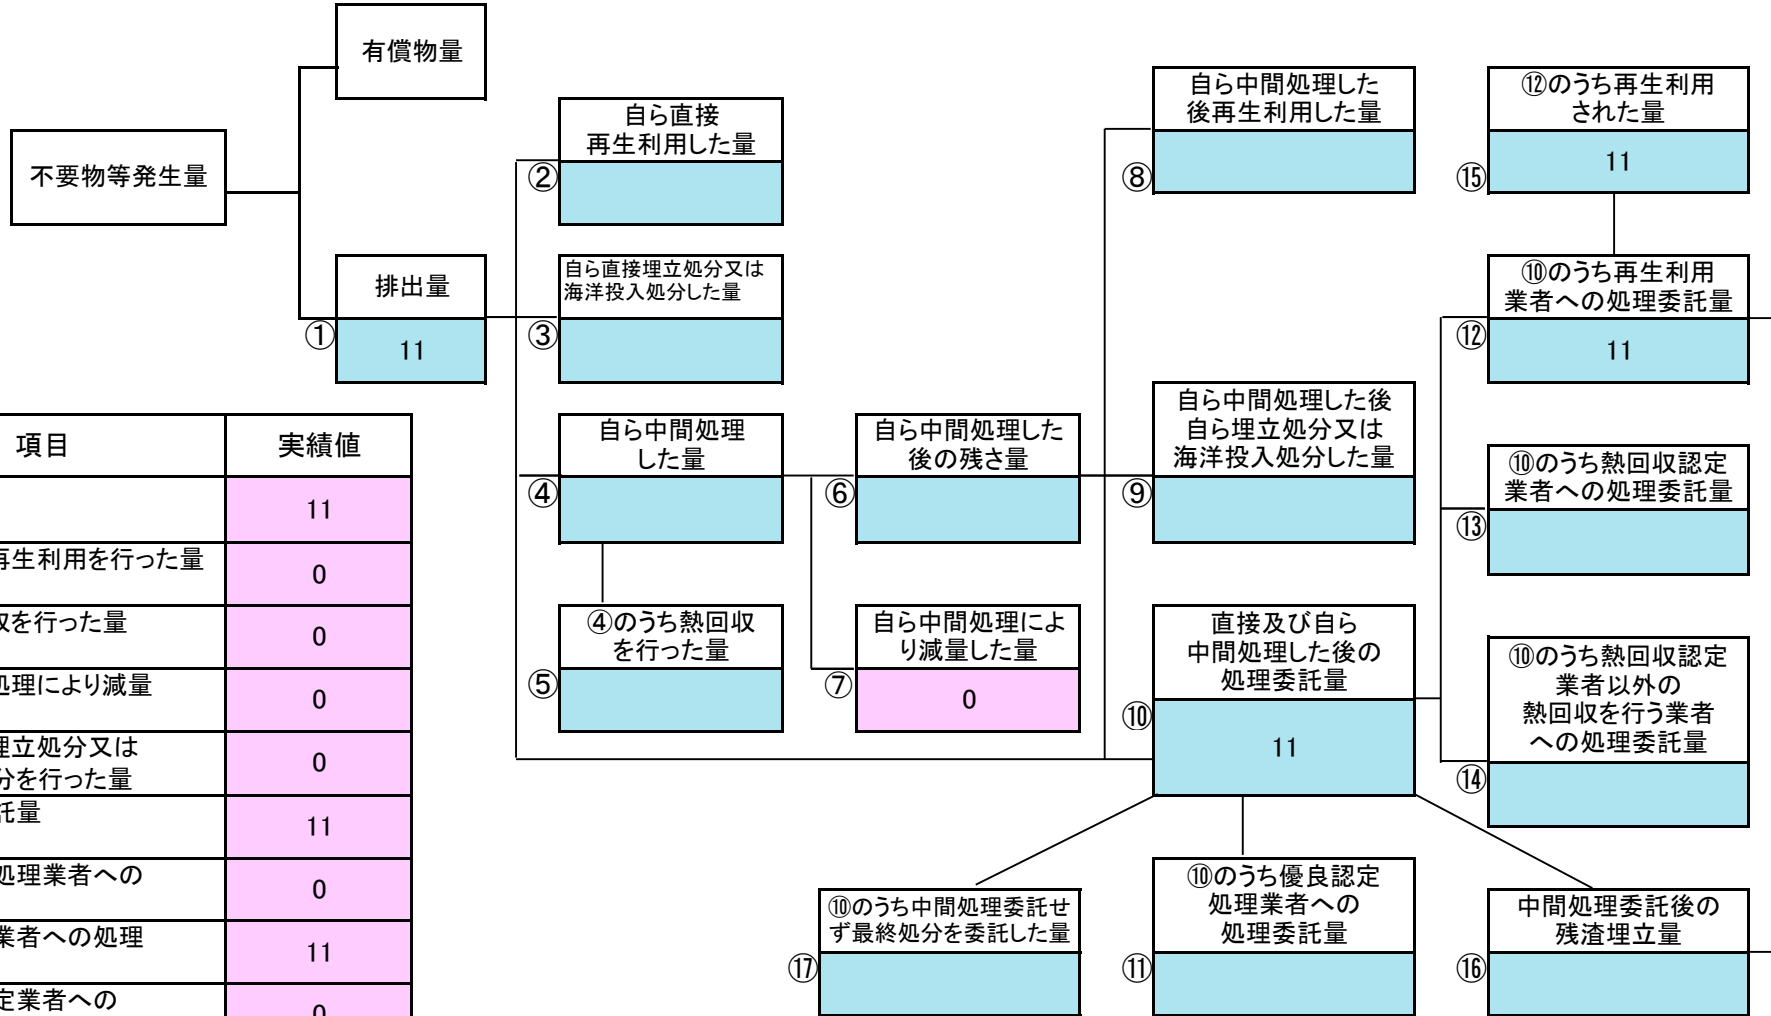 有償物量
不要物等発生量
排出量
①
11
自ら直接
再生利用した量
②
自ら直接埋立処分又は
海洋投入処分した量
③
自ら中間処理
した量
④
④のうち熱回収
を行った量
⑤
自ら中間処理した
後の残さ量
⑥
自ら中間処理によ
り減量した量
⑦
0
自ら中間処理した
後再生利用した量
⑧
自ら中間処理した後
自ら埋立処分又は
海洋投入処分した量
⑨
直接及び自ら
中間処理した後の
処理委託量
⑩
11
⑫のうち再生利用
された量
⑮
11
⑩のうち再生利用
業者への処理委託量
⑫
11
⑩のうち熱回収認定
業者への処理委託量
⑬
⑩のうち熱回収認定
業者以外の
熱回収を行う業者
への処理委託量
⑭
⑩のうち中間処理委託せ
ず最終処分を委託した量
⑰
⑩のうち優良認定
処理業者への
処理委託量
⑪
中間処理委託後の
残渣埋立量
⑯
項目 実績値
11
再生利用を行った量 0
収を行った量 0
処理により減量 0
埋立処分又は
分を行った量 0
託量 11
処理業者への 0
業者への処理 11
定業者への 0